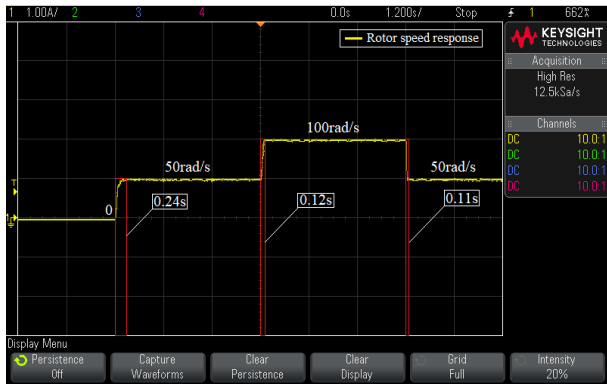 1 1.00A/ 2 3 4 0.0s 1.200s/ Stop 1 662%
KEYSIGHT
TECHNOLOGIES
Rotor speed response
Acquisition
High Res
12.5kSa/s
Channels
DC 10.0:1
DC 10.0:1
DC 10.0:1
DC 10.0:1
100rad/s
50rad/s
50rad/s
T
0.24s
0.12s
0.11s
0
1
Display Menu
Persistence
Off
Capture
Waveforms
Clear
Persistence
Clear
Display
Grid
Full
Intensity
20%